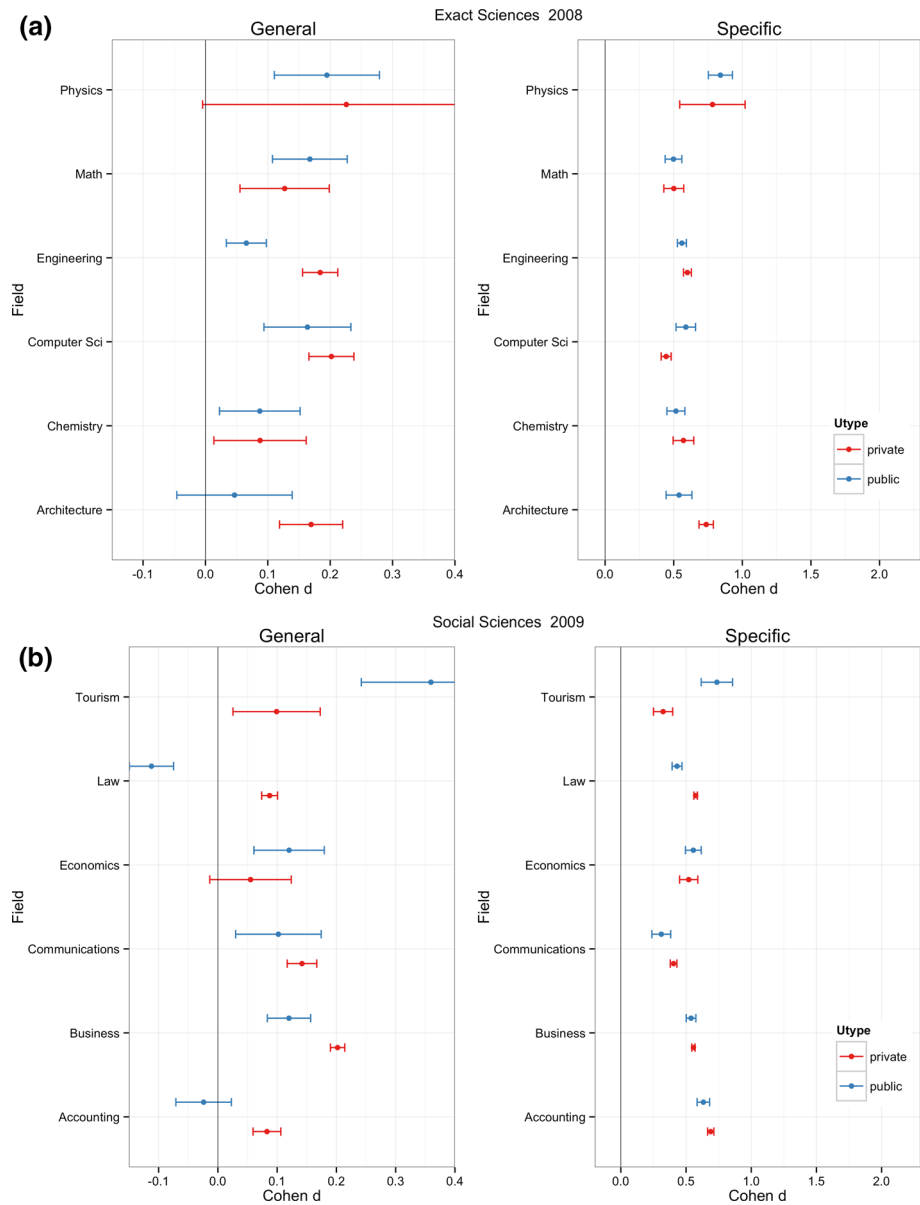 Exact Sciences 2008
(a)
General
Specific
Field
Physics
Math
Engineering
Computer Sci
Chemistry
Architecture
-0.1 0.0 0.1 0.2 0.3 0.4
Cohen d
Field
Physics
Math
Engineering
Computer Sci
Chemistry
Architecture
Utype
private
public
0.0 0.5 1.0 1.5 2.0
Cohen d
Social Sciences 2009
(b)
General
Specific
Field
Tourism
Law
Economics
Communications
Business
Accounting
-0.1 0.0 0.1 0.2 0.3 0.4
Cohen d
Field
Tourism
Law
Economics
Communications
Business
Accounting
Utype
private
public
0.0 0.5 1.0 1.5 2.0
Cohen d